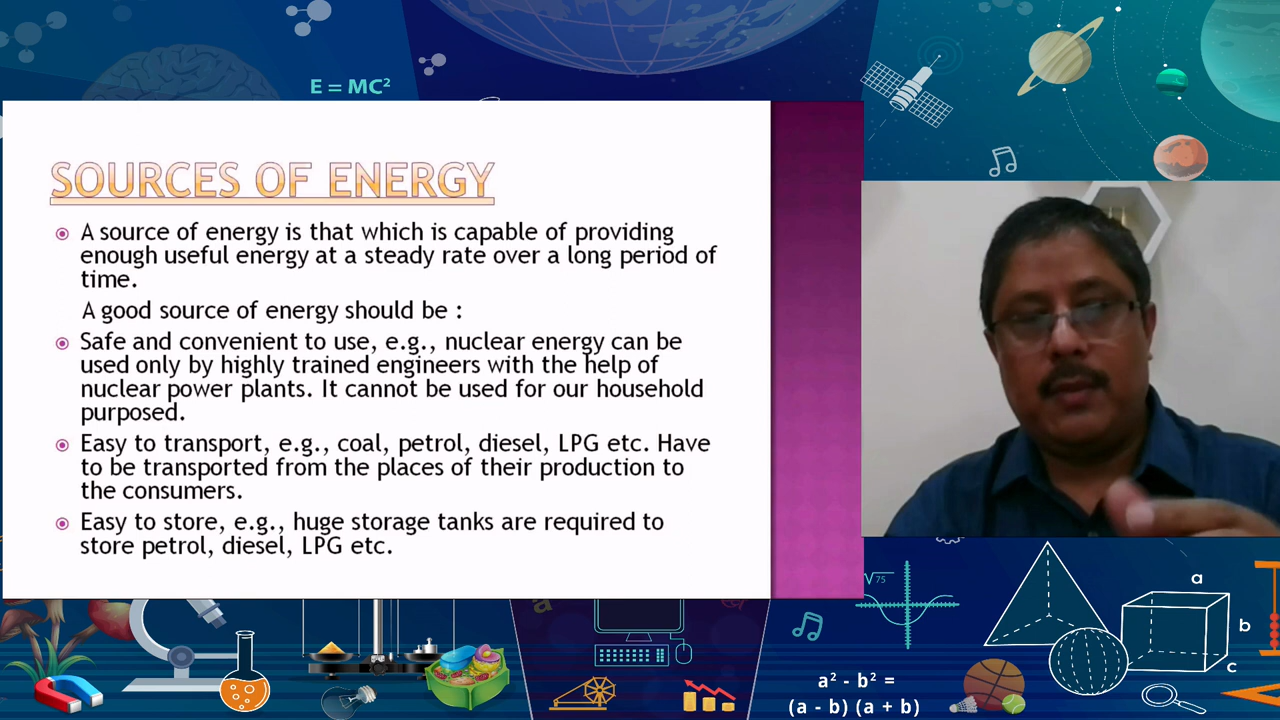 E = MC²
SOURCES OF ENERGY
A source of energy is that which is capable of providing
enough useful energy at a steady rate over a long period of
time.
A good source of energy should be :
Safe and convenient to use, e.g., nuclear energy can be
used only by highly trained engineers with the help of
nuclear power plants. It cannot be used for our household
purposed.
Easy to transport, e.g., coal, petrol, diesel, LPG etc. Have
to be transported from the places of their production to
the consumers.
Easy to store, e.g., huge storage tanks are required to
store petrol, diesel, LPG etc.
√75
a
b
c
a² - b² =
(a - b) (a + b)